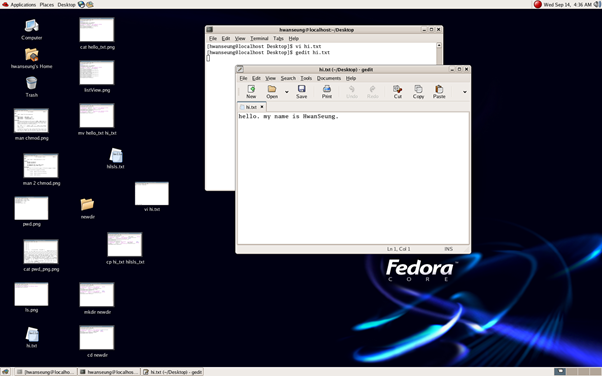 Applications Places Desktop
Wed Sep 14, 4:36 AM
Computer
cat hello_txt.png
hwanseung's Home
listView.png
Trash
man chmod.png
mv hello_txt hi_txt
hilsls.txt
man 2 chmod.png
vi hi.txt
newdir
pwd.png
cp hi_txt hilsls_txt
cat pwd_png.png
ls.png
mkdir newdir
hi.txt
cd newdir
hwanseung@localhost:~/Desktop
File Edit View Terminal Tabs Help
[hwanseung@localhost Desktop]$ vi hi.txt
[hwanseung@localhost Desktop]$ gedit hi.txt
hi.txt (~/Desktop) - gedit
File Edit View Search Tools Documents Help
New Open Save Print Undo Redo Cut Copy Paste
hi.txt
hello. my name is HwanSeung.
Ln 1, Col 1 INS
Fedora
CORE
[hwanseung@localho... hwanseung@localhos... hi.txt (~/Desktop) - gedit